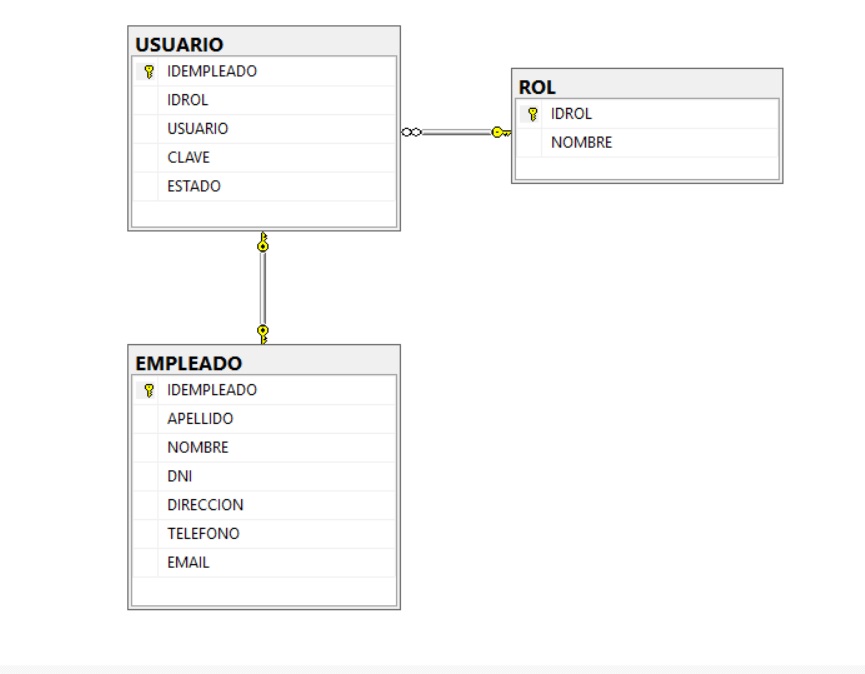 USUARIO
IDEMPLEADO
IDROL
USUARIO
CLAVE
ESTADO
ROL
IDROL
NOMBRE
EMPLEADO
IDEMPLEADO
APELLIDO
NOMBRE
DNI
DIRECCION
TELEFONO
EMAIL